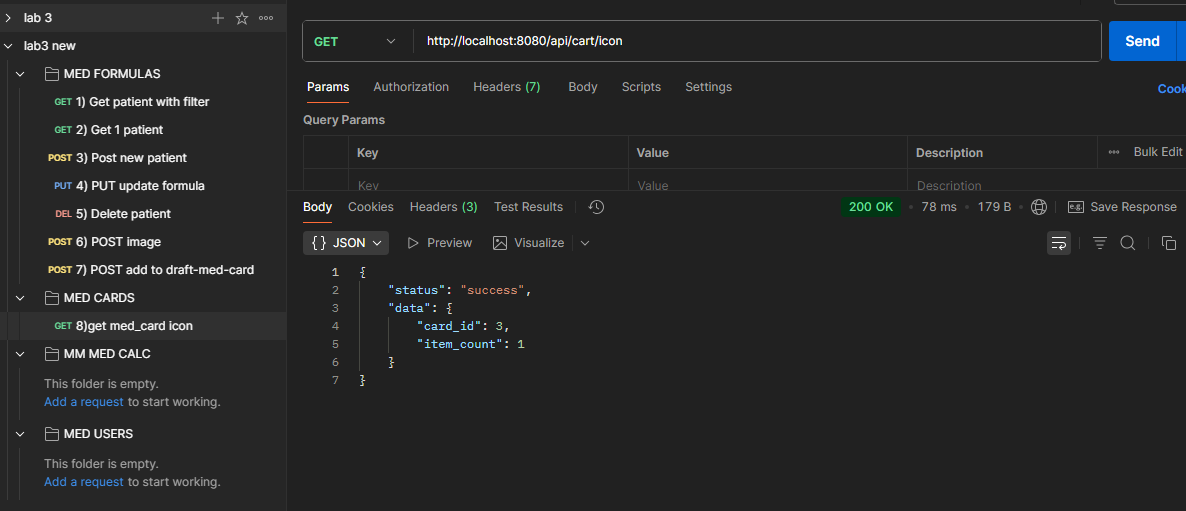 lab 3
lab3 new
MED FORMULAS
GET 1) Get patient with filter
GET 2) Get 1 patient
POST 3) Post new patient
PUT 4) PUT update formula
DEL 5) Delete patient
POST 6) POST image
POST 7) POST add to draft-med-card
MED CARDS
GET 8)get med_card icon
MM MED CALC
This folder is empty.
Add a request to start working.
MED USERS
This folder is empty.
Add a request to start working.
GET http://localhost:8080/api/cart/icon Send
Params Authorization Headers (7) Body Scripts Settings Cook
Query Params
Key Value Description Bulk Edit
Key Value Description
Body Cookies Headers (3) Test Results 200 OK • 78 ms • 179 B • e.g. Save Response
{} JSON Preview Visualize
1 {
2 "status": "success",
3 "data": {
4 "card_id": 3,
5 "item_count": 1
6 }
7 }